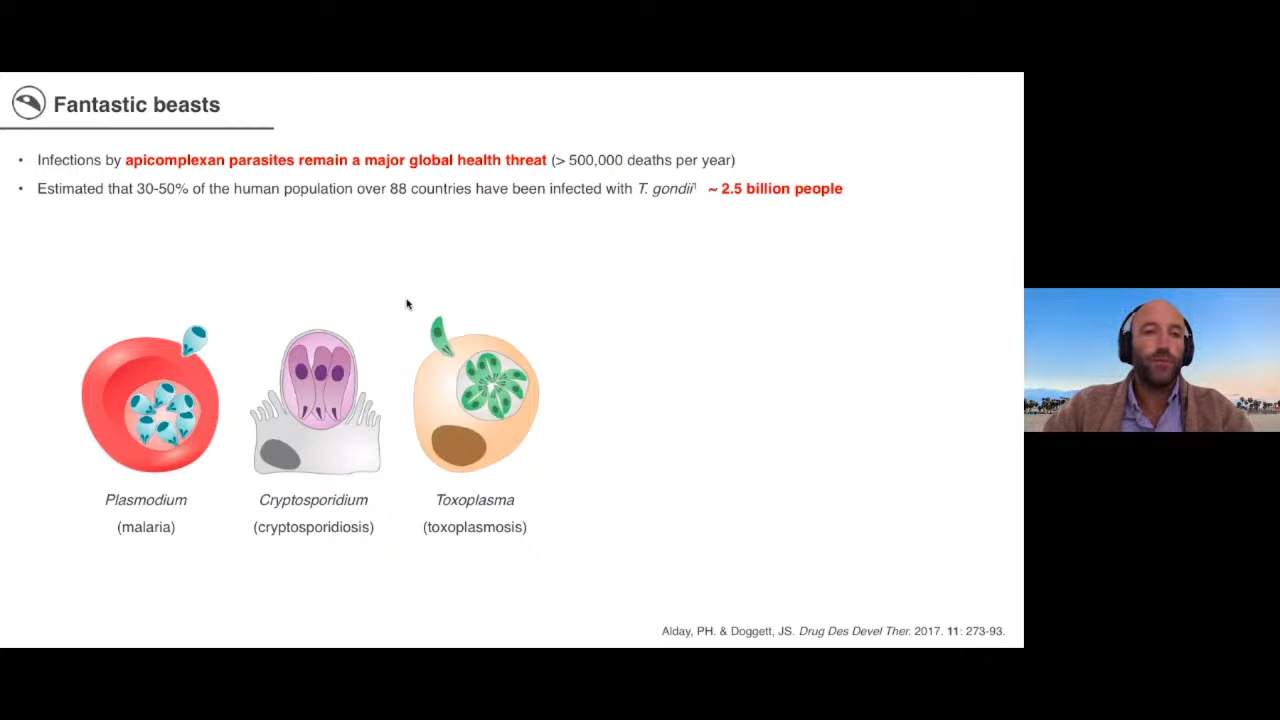 Fantastic beasts
• Infections by apicomplexan parasites remain a major global health threat (> 500,000 deaths per year)
• Estimated that 30-50% of the human population over 88 countries have been infected with T. gondii¹ ~ 2.5 billion people
Plasmodium Cryptosporidium Toxoplasma
(malaria) (cryptosporidiosis) (toxoplasmosis)
Alday, PH. & Doggett, JS. Drug Des Devel Ther. 2017. 11: 273-93.